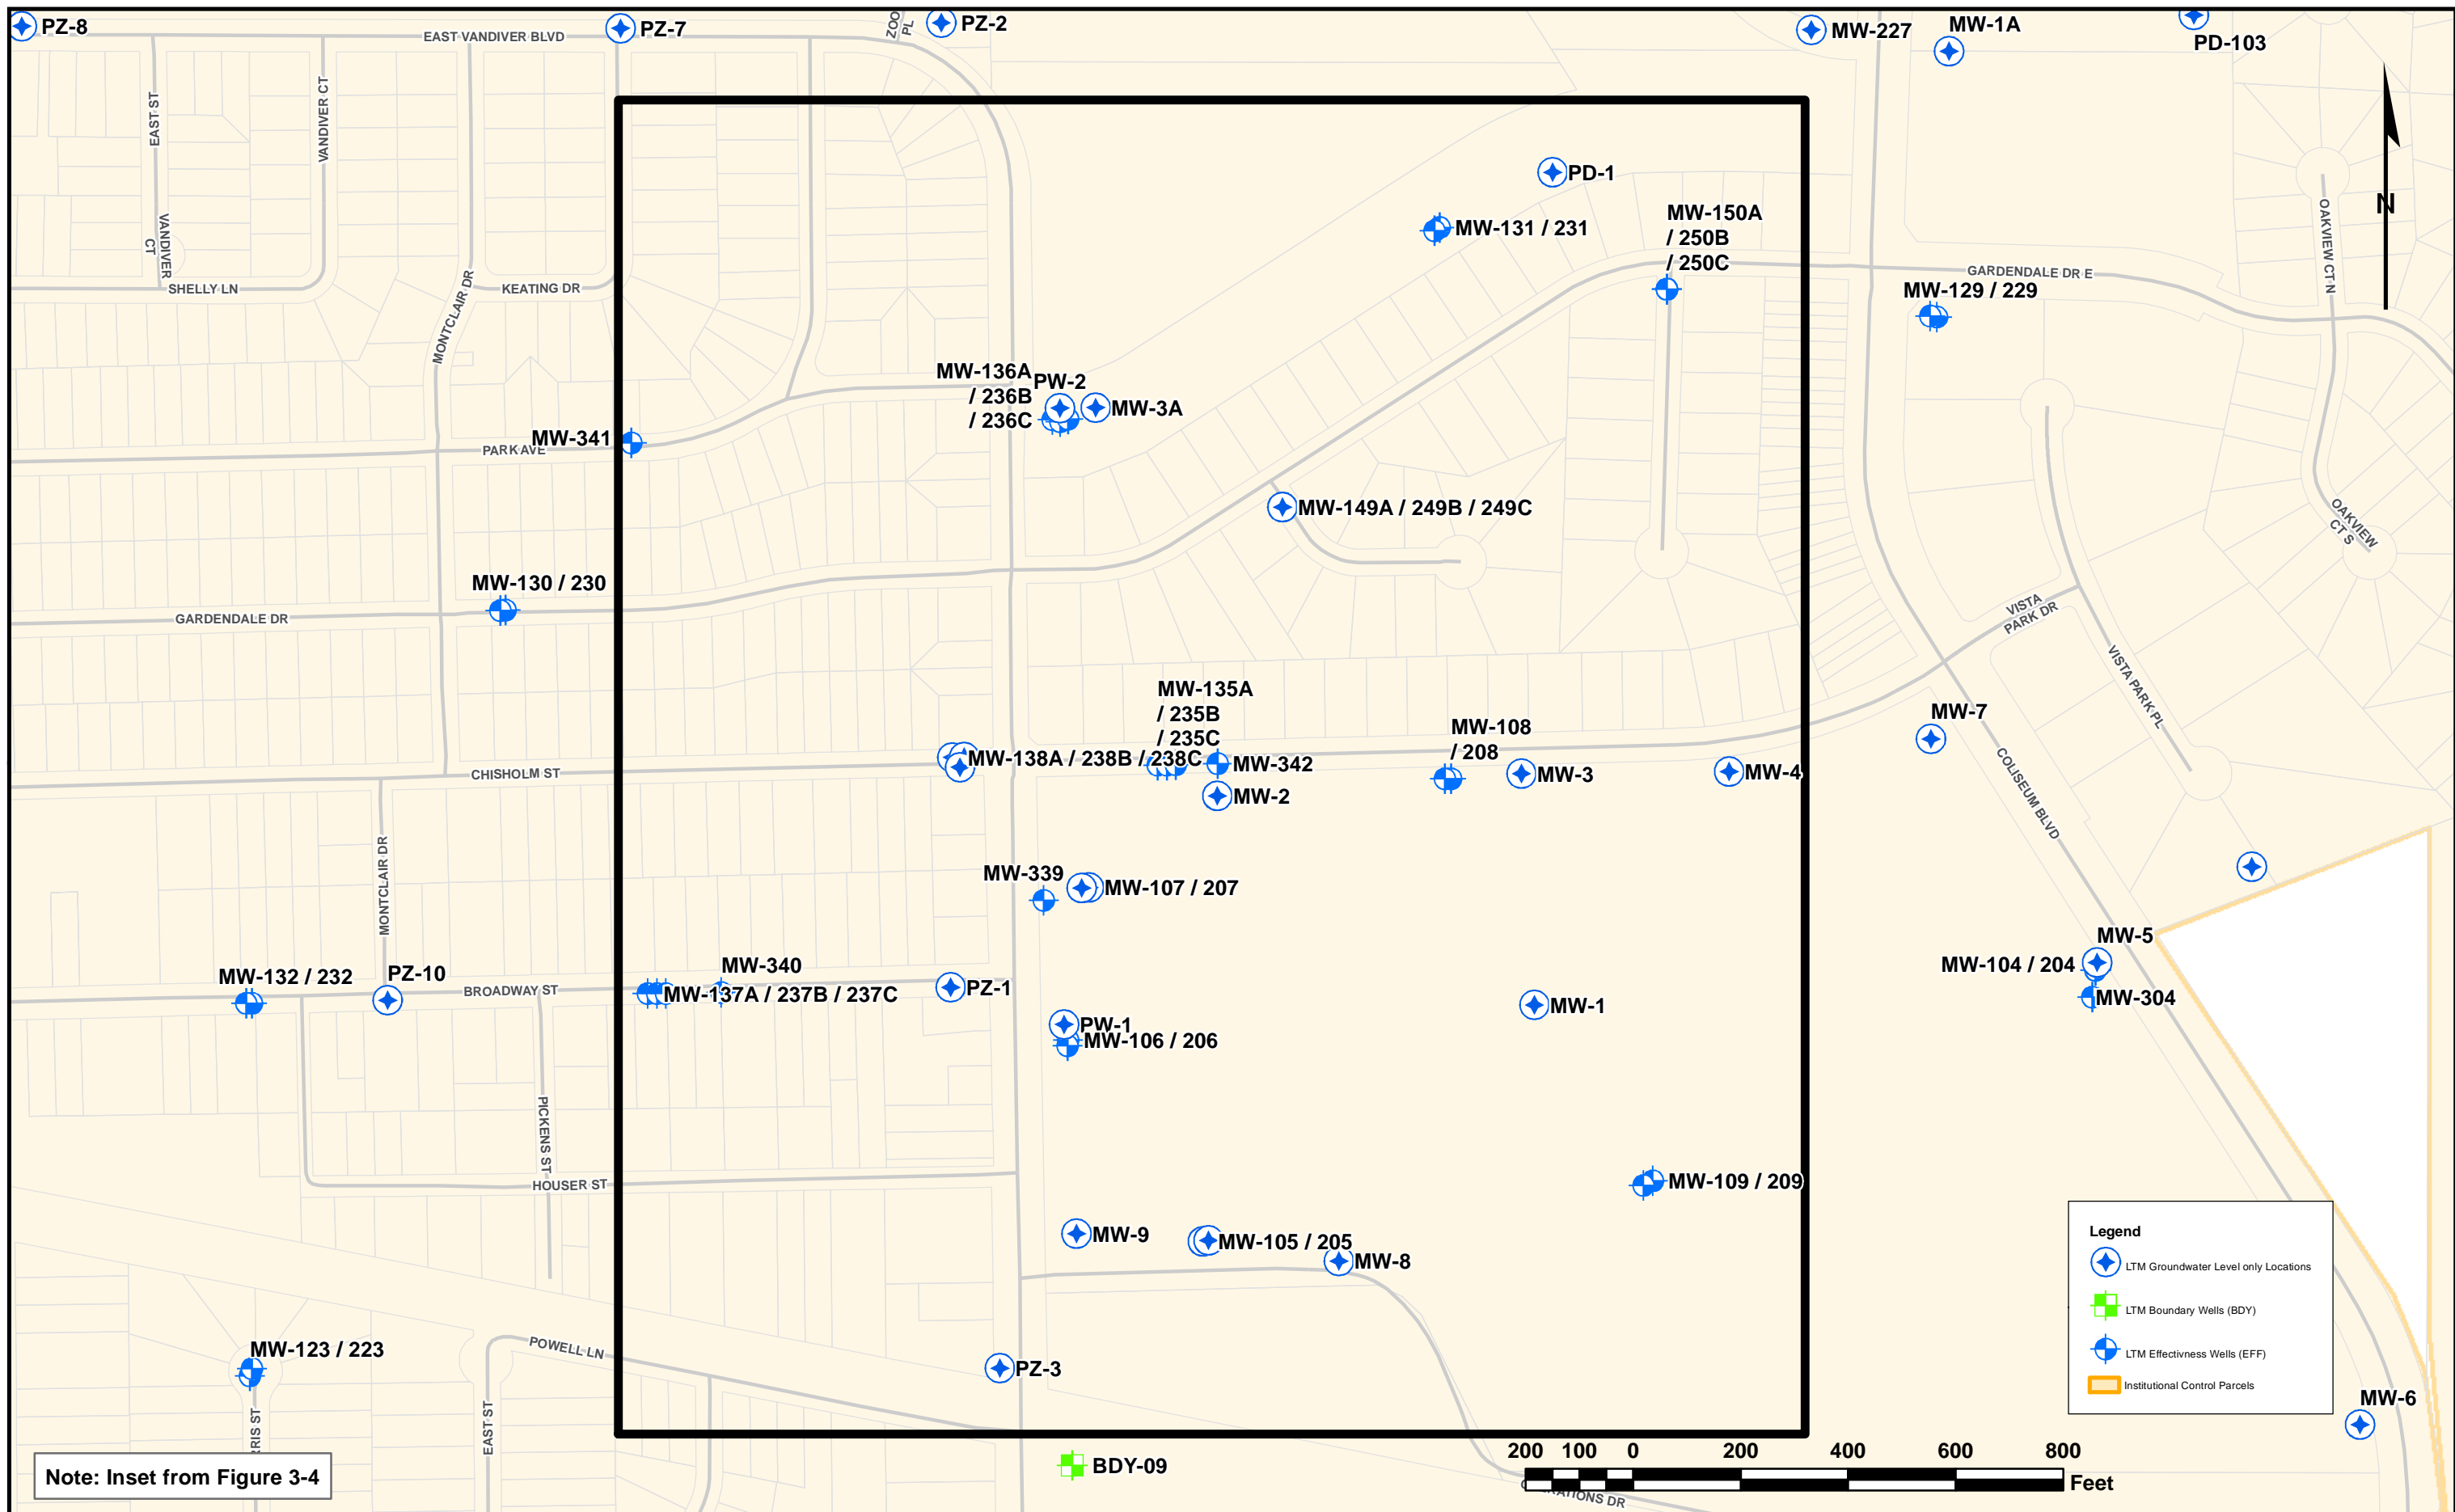 PZ-8
EAST VANDIVER BLVD
PZ-7
ZOO
PL
PZ-2
MW-227
MW-1A
PD-103
EAST ST
VANDIVER CT
VANDIVER
CT
SHELLY LN
MONTCLAIR DR
KEATING DR
PD-1
MW-131 / 231
MW-150A
/ 250B
/ 250C
N
OAKVIEW CT N
GARDENDALE DR E
MW-129 / 229
MW-136A
/ 236B
/ 236C
PW-2
MW-3A
MW-341
PARK AVE
MW-149A / 249B / 249C
OAKVIEW
CT S
MW-130 / 230
GARDENDALE DR
VISTA
PARK DR
VISTA PARK PL
MW-135A
/ 235B
/ 235C
MW-108
/ 208
MW-7
CHISHOLM ST
MW-138A / 238B / 238C
MW-342
MW-3
MW-4
MW-2
COLISEUM BLVD
MONTCLAIR DR
MW-339
MW-107 / 207
MW-5
MW-104 / 204
MW-304
MW-132 / 232
PZ-10
BROADWAY ST
MW-340
MW-137A / 237B / 237C
PZ-1
MW-1
PW-1
MW-106 / 206
PICKENS ST
HOUSER ST
MW-109 / 209
MW-9
MW-105 / 205
MW-8
Legend
LTM Groundwater Level only Locations
LTM Boundary Wells (BDY)
LTM Effectivness Wells (EFF)
Institutional Control Parcels
MW-123 / 223
POWELL LN
PZ-3
MW-6
RRIS ST
EAST ST
Note: Inset from Figure 3-4
BDY-09
200 100 0 200 400 600 800
Feet
DR